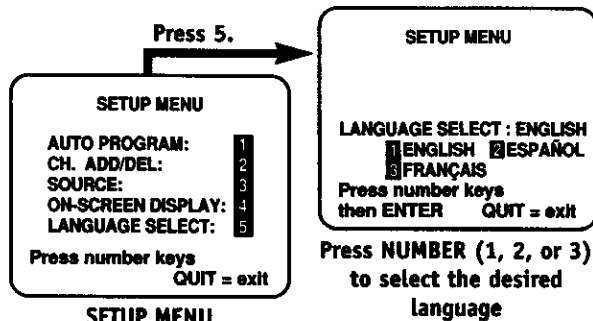 Press 5.
SETUP MENU
AUTO PROGRAM: 1
CH. ADD/DEL: 2
SOURCE: 3
ON-SCREEN DISPLAY: 4
LANGUAGE SELECT: 5
Press number keys
QUIT = exit
SETUP MENU
SETUP MENU
LANGUAGE SELECT : ENGLISH
1 ENGLISH 2 ESPAÑOL
3 FRANÇAIS
Press number keys
then ENTER QUIT = exit
Press NUMBER (1, 2, or 3)
to select the desired
language